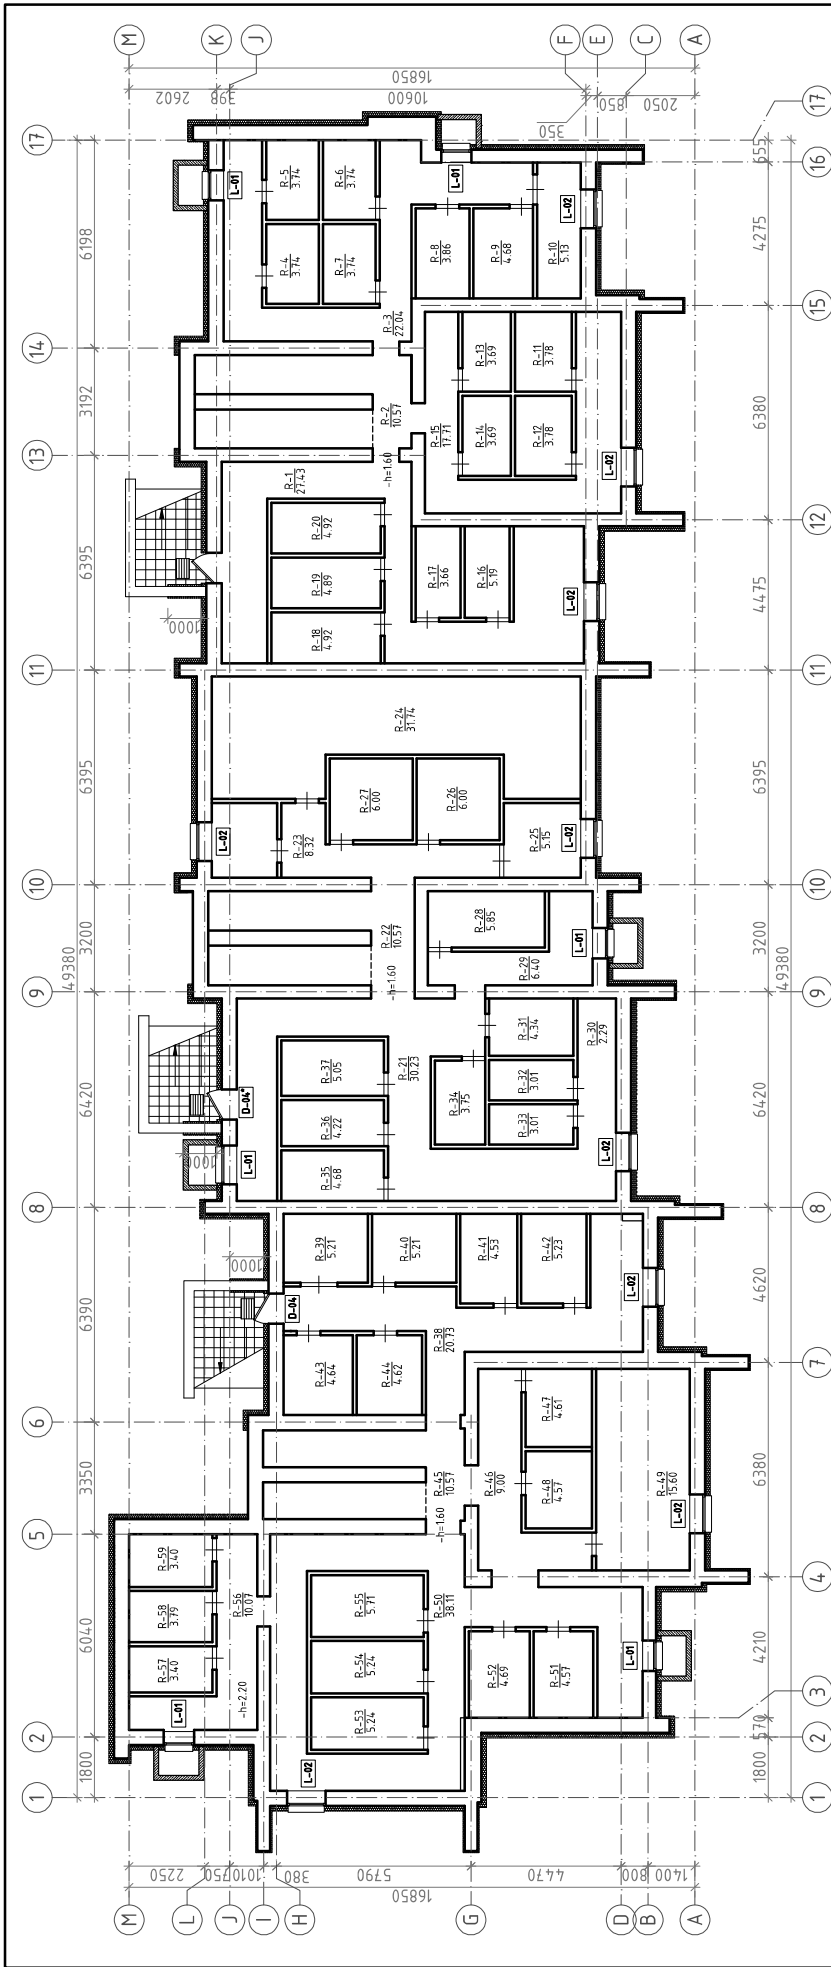 M
K
J
F
E
C
A
16850
2602
398
10600
350
850
2050
17
17
655
16
L-01
R-5
3.74
R-6
3.74
L-01
6198
R-4
3.74
R-7
3.74
R-8
3.86
R-9
4.68
R-10
5.13
L-02
4275
R-3
22.04
15
14
R-13
3.69
R-11
3.78
3192
R-2
10.57
R-15
17.71
R-14
3.69
R-12
3.78
6380
13
-h=1.60
L-02
R-1
27.43
12
R-20
4.92
6395
R-19
4.89
R-17
3.66
R-16
5.19
L-02
4475
1000
R-18
4.92
11
11
R-24
31.74
6395
6395
R-27
6.00
R-26
6.00
L-02
R-23
8.32
R-25
5.15
L-02
10
10
49380
3200
R-22
10.57
R-28
5.85
L-01
3200
49380
-h=1.60
R-29
6.40
9
9
R-31
4.34
R-30
2.29
R-37
5.05
R-21
30.23
R-32
3.01
D-04*
6420
R-36
4.22
R-34
3.75
R-33
3.01
6420
1000
L-01
R-35
4.68
L-02
8
8
R-39
5.21
R-40
5.21
R-41
4.53
R-42
5.23
1000
6390
D-04
L-02
4620
R-43
4.64
R-44
4.62
R-38
20.73
7
6
R-47
4.61
3350
R-45
10.57
R-46
9.00
R-48
4.57
R-49
15.60
6380
-h=1.60
L-02
5
R-59
3.40
4
R-58
3.79
R-56
10.07
R-55
5.71
R-50
38.11
6040
R-57
3.40
R-54
5.24
R-52
4.69
R-51
4.57
L-01
4210
-h=2.20
R-53
5.24
L-01
3
570
2
2
L-02
1800
1800
1
1
2250
750
1010
380
5790
4470
800
1400
16850
M
L
J
I
H
G
D
B
A